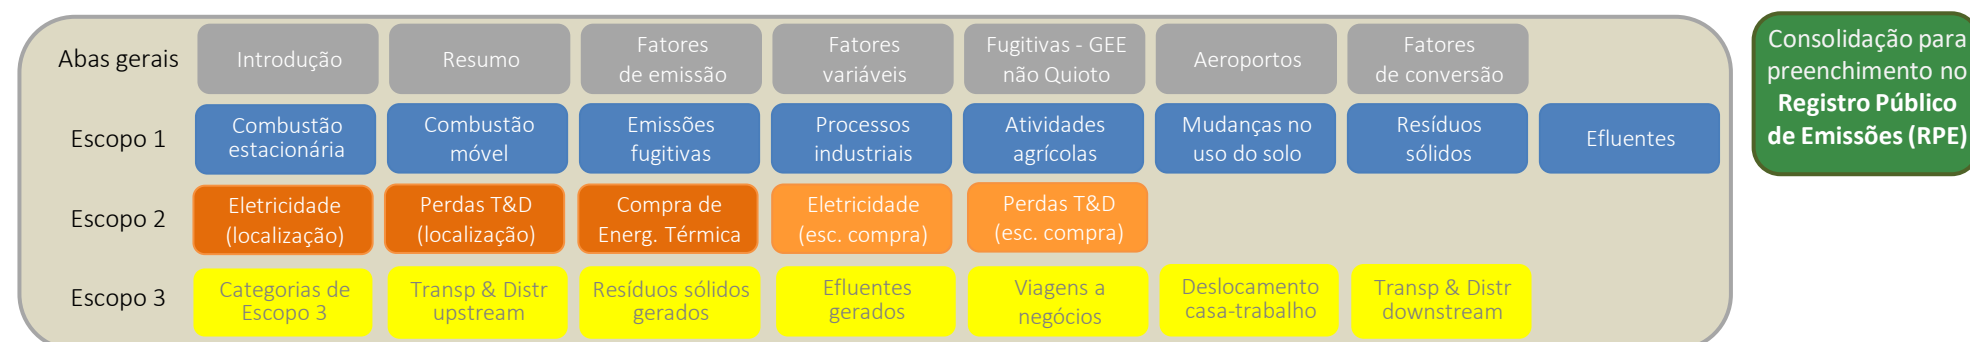 Abas gerais
Introdução
Resumo
Fatores
de emissão
Fatores
variáveis
Fugitivas - GEE
não Quioto
Aeroportos
Fatores
de conversão
Escopo 1
Combustão
estacionária
Combustão
móvel
Emissões
fugitivas
Processos
industriais
Atividades
agrícolas
Mudanças no
uso do solo
Resíduos
sólidos
Efluentes
Escopo 2
Eletricidade
(localização)
Perdas T&D
(localização)
Compra de
Energ. Térmica
Eletricidade
(esc. compra)
Perdas T&D
(esc. compra)
Escopo 3
Categorias de
Escopo 3
Transp & Distr
upstream
Resíduos sólidos
gerados
Efluentes
gerados
Viagens a
negócios
Deslocamento
casa-trabalho
Transp & Distr
downstream
Consolidação para
preenchimento no
Registro Público
de Emissões (RPE)